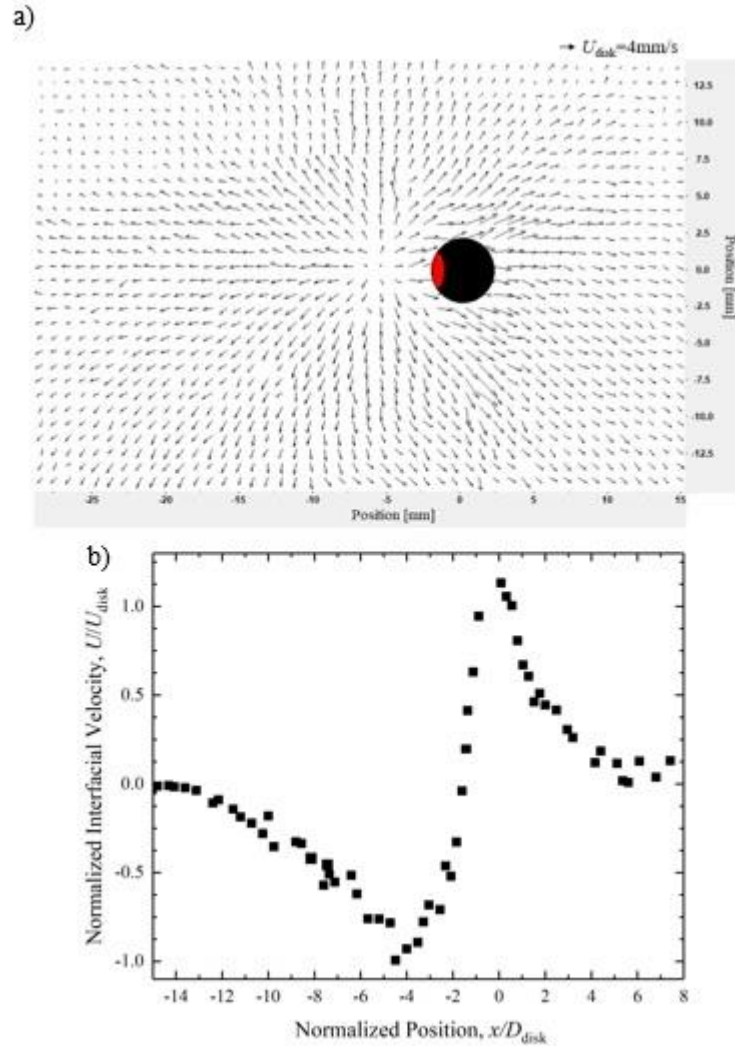 a)
U_disk=4mm/s
12.5
10.0
7.5
5.0
2.5
0.0
-2.5
-5.0
-7.5
-10.0
-12.5
Position [mm]
-25 -20 -15 -10 -5 0 5 10 15
Position [mm]
b)
1.0
0.5
0.0
-0.5
-1.0
Normalized Interfacial Velocity, U/U_disk
-14 -12 -10 -8 -6 -4 -2 0 2 4 6 8
Normalized Position, x/D_disk